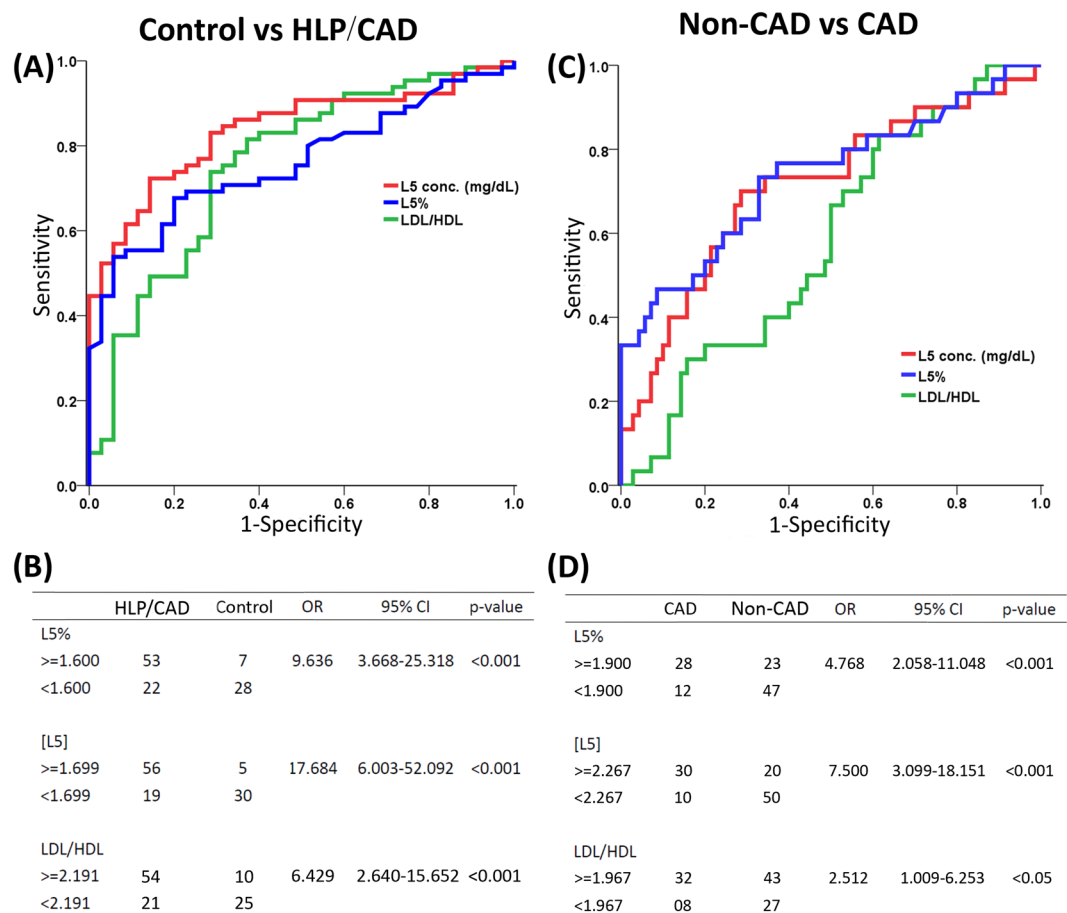 Control vs HLP/CAD
Non-CAD vs CAD
(A)
1.0
0.8
0.6
0.4
0.2
0.0
Sensitivity
L5 conc. (mg/dL)
L5%
LDL/HDL
0.0 0.2 0.4 0.6 0.8 1.0
1-Specificity
(C)
1.0
0.8
0.6
0.4
0.2
0.0
Sensitivity
L5 conc. (mg/dL)
L5%
LDL/HDL
0.0 0.2 0.4 0.6 0.8 1.0
1-Specificity
(B)
HLP/CAD Control OR 95% CI p-value
L5%
>=1.600 53 7 9.636 3.668-25.318 <0.001
<1.600 22 28
[L5]
>=1.699 56 5 17.684 6.003-52.092 <0.001
<1.699 19 30
LDL/HDL
>=2.191 54 10 6.429 2.640-15.652 <0.001
<2.191 21 25
(D)
CAD Non-CAD OR 95% CI p-value
L5%
>=1.900 28 23 4.768 2.058-11.048 <0.001
<1.900 12 47
[L5]
>=2.267 30 20 7.500 3.099-18.151 <0.001
<2.267 10 50
LDL/HDL
>=1.967 32 43 2.512 1.009-6.253 <0.05
<1.967 08 27